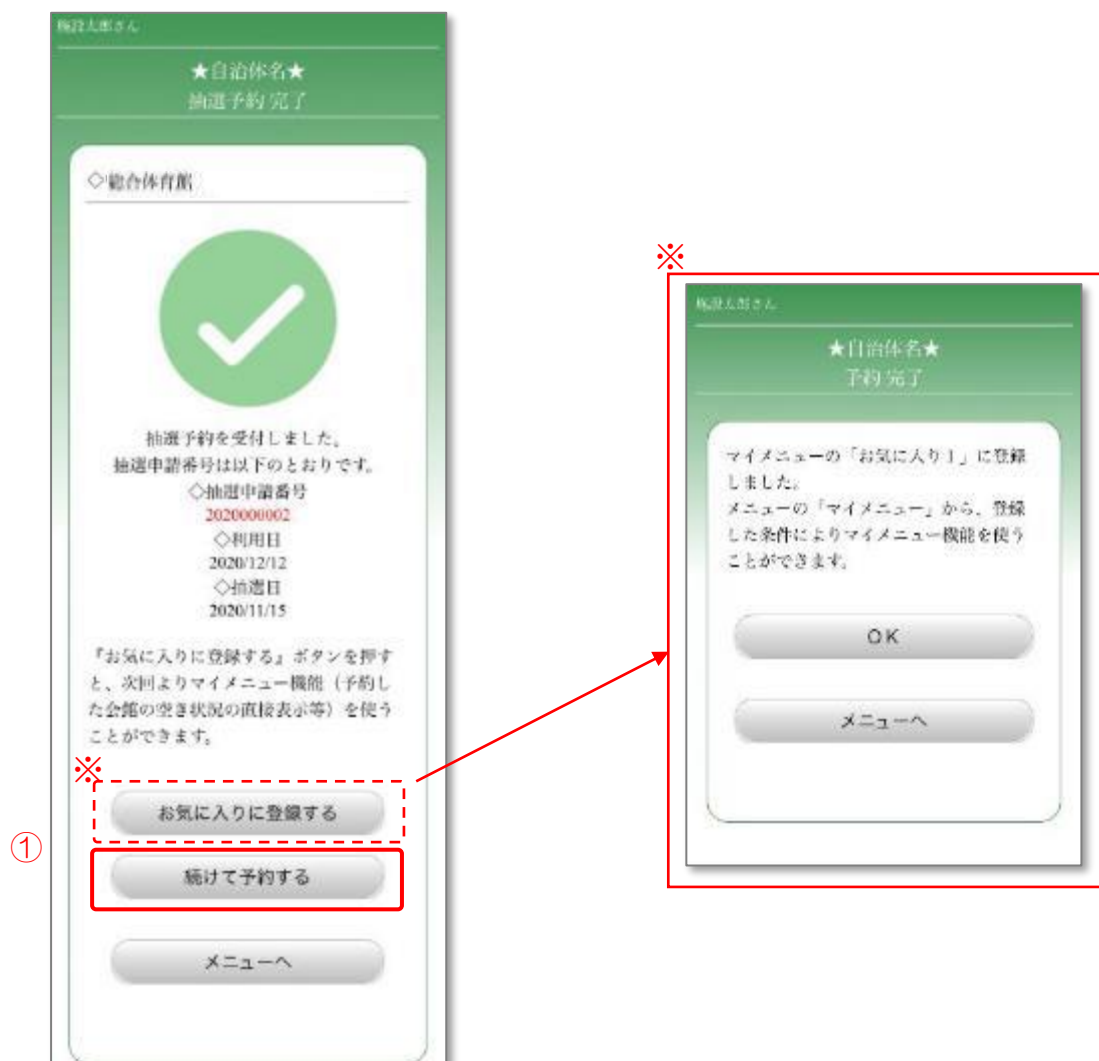 施設太郎さん
★自治体名★
抽選予約 完了
◇総合体育館
抽選予約を受付しました。
抽選申請番号は以下のとおりです。
◇抽選申請番号
2020000002
◇利用日
2020/12/12
◇抽選日
2020/11/15
『お気に入りに登録する』ボタンを押す
と、次回よりマイメニュー機能（予約し
た会館の空き状況の直接表示等）を使う
ことができます。
※
お気に入りに登録する
①
続けて予約する
メニューへ
※
施設太郎さん
★自治体名★
予約 完了
マイメニューの「お気に入り1」に登録
しました。
メニューの「マイメニュー」から、登録
した条件によりマイメニュー機能を使う
ことができます。
OK
メニューへ